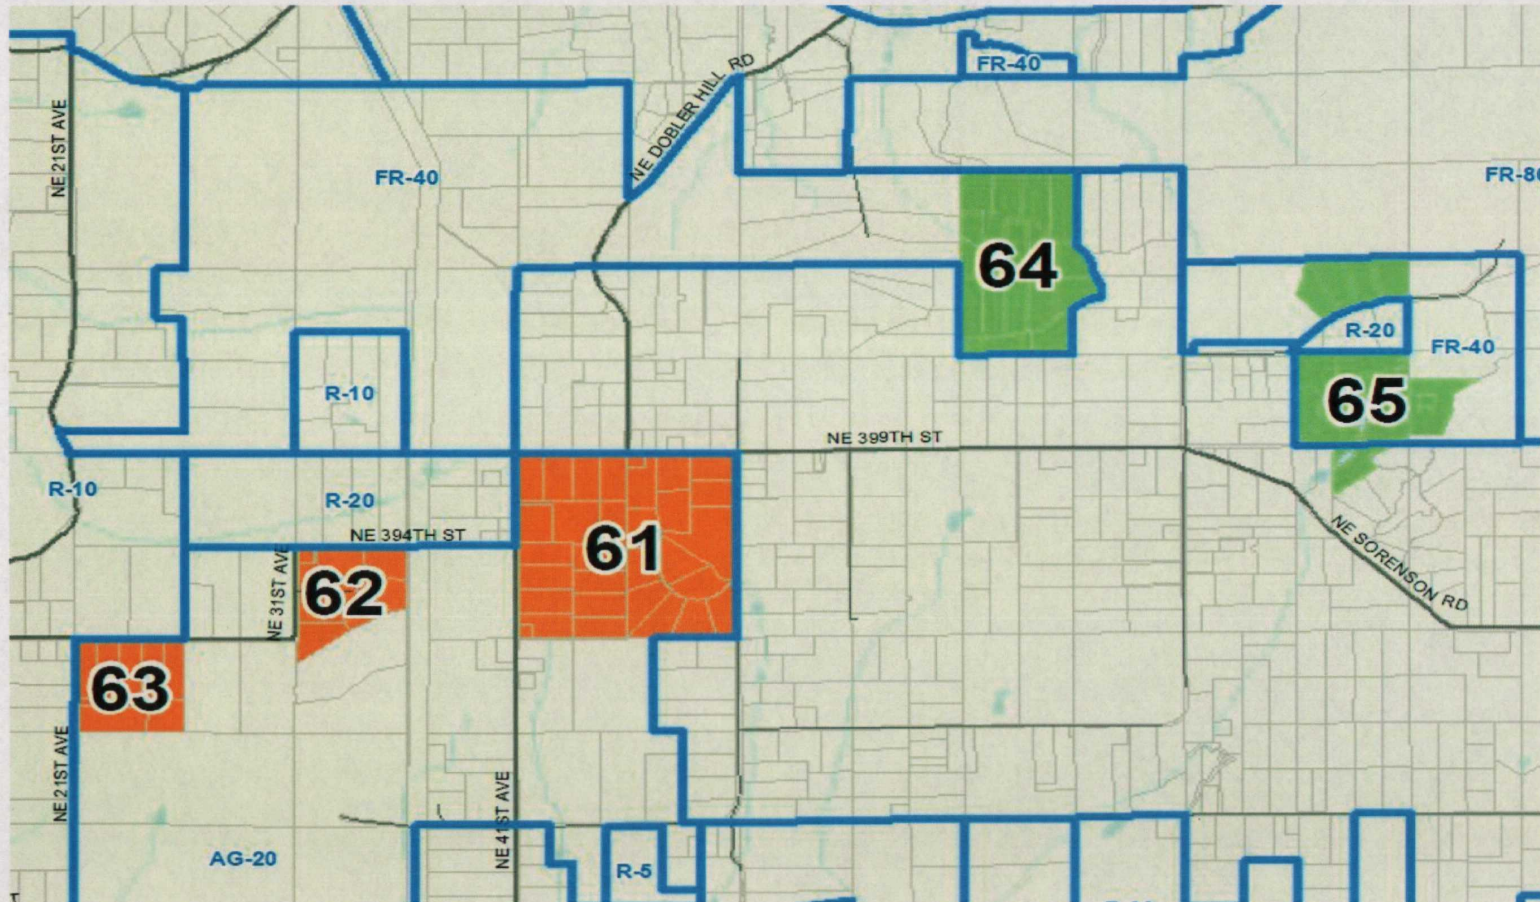 FR-40
NE 21ST AVE
NE DOBLER HILL RD
FR-40
FR-80
64
R-20
FR-40
R-10
65
NE 399TH ST
R-10
R-20
NE 394TH ST
61
NE SORENSON RD
NE 31ST AVE
62
63
NE 21ST AVE
NE 41ST AVE
AG-20
R-5